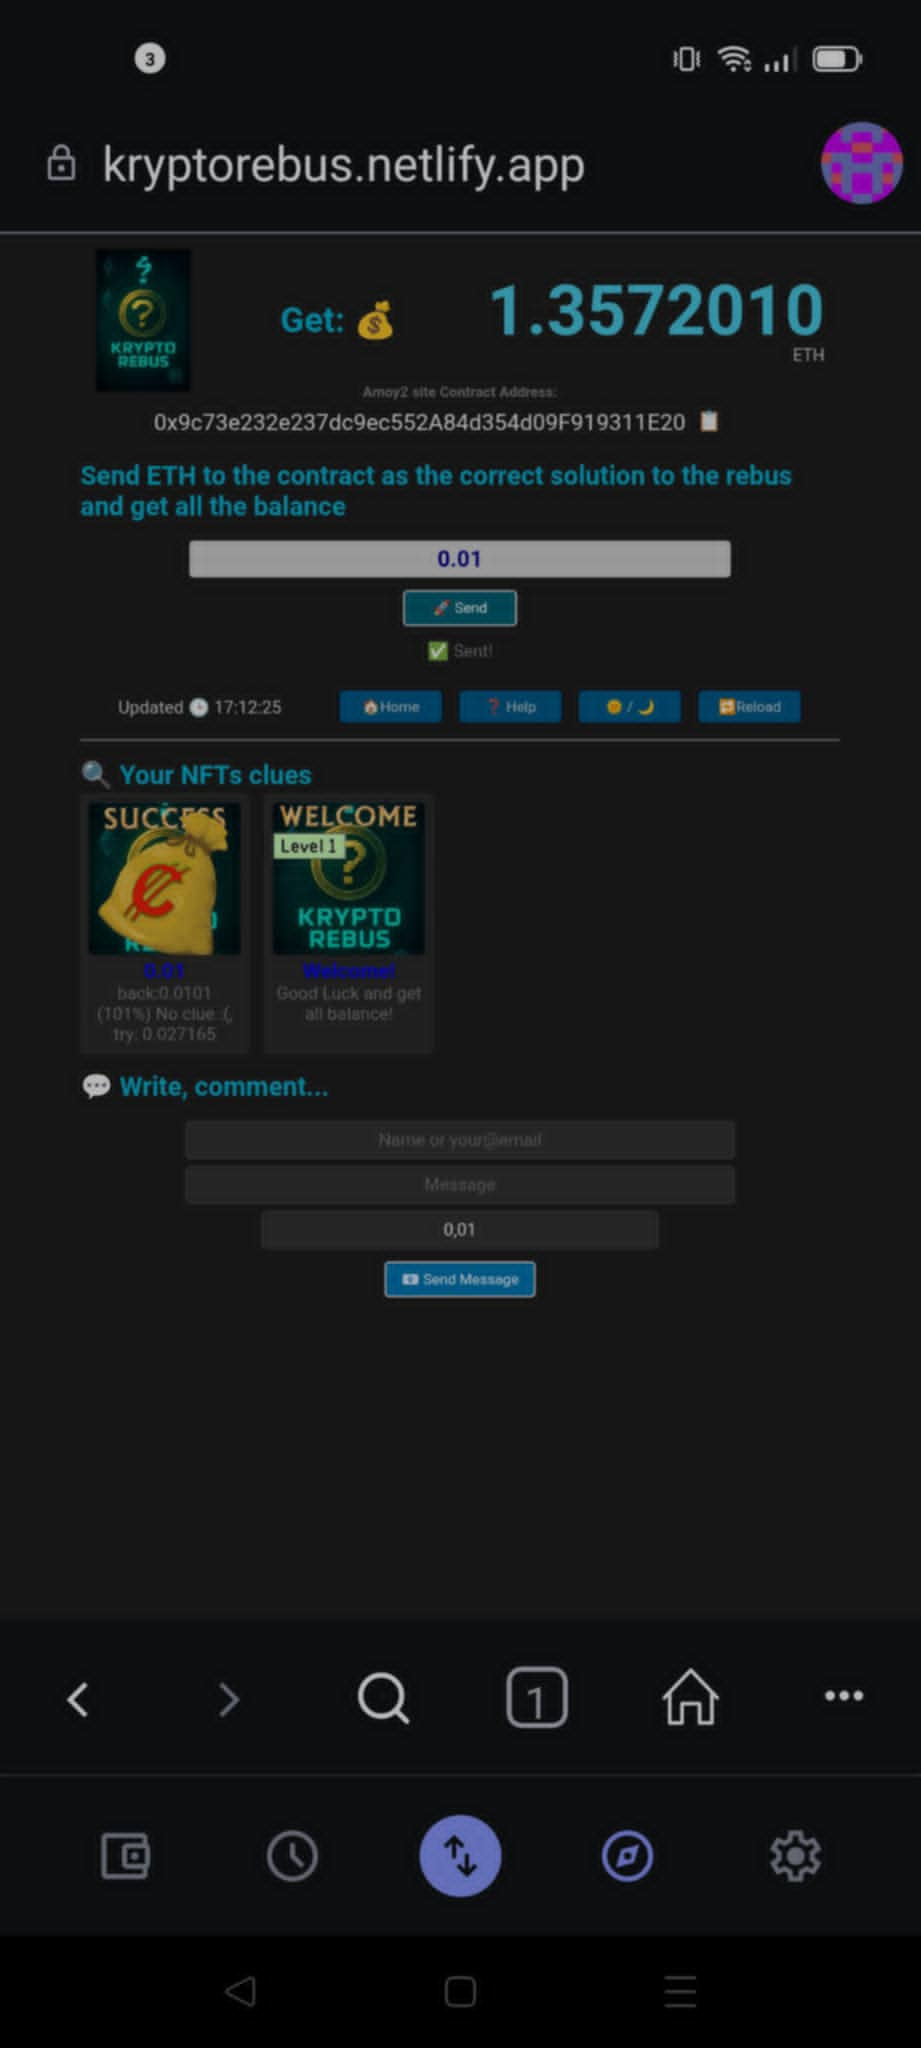 3
kryptorebus.netlify.app
?
KRYPTO
REBUS
Get: 1.3572010
ETH
Amoy2 site Contract Address:
0x9c73e232e237dc9ec552A84d354d09F919311E20
Send ETH to the contract as the correct solution to the rebus
and get all the balance
0.01
🚀 Send
✅ Sent!
Updated 17:12:25
Home
Help
/
Reload
Your NFTs clues
SUCCESS
0.01
back:0.0101
(101%) No clue::(,
try: 0.027165
WELCOME
Level 1
?
KRYPTO
REBUS
Welcome!
Good Luck and get
all balance!
Write, comment...
Name or your@email
Message
0,01
Send Message
1